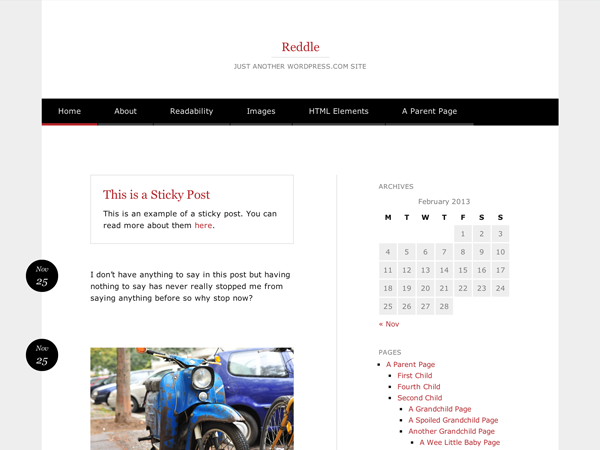 Reddle
JUST ANOTHER WORDPRESS.COM SITE
Home About Readability Images HTML Elements A Parent Page
This is a Sticky Post
This is an example of a sticky post. You can
read more about them here.
Nov
25
I don't have anything to say in this post but having
nothing to say has never really stopped me from
saying anything before so why stop now?
Nov
25
ARCHIVES
February 2013
M T W T F S S
1 2 3
4 5 6 7 8 9 10
11 12 13 14 15 16 17
18 19 20 21 22 23 24
25 26 27 28
« Nov
PAGES
A Parent Page
First Child
Fourth Child
Second Child
A Grandchild Page
A Spoiled Grandchild Page
Another Grandchild Page
A Wee Little Baby Page